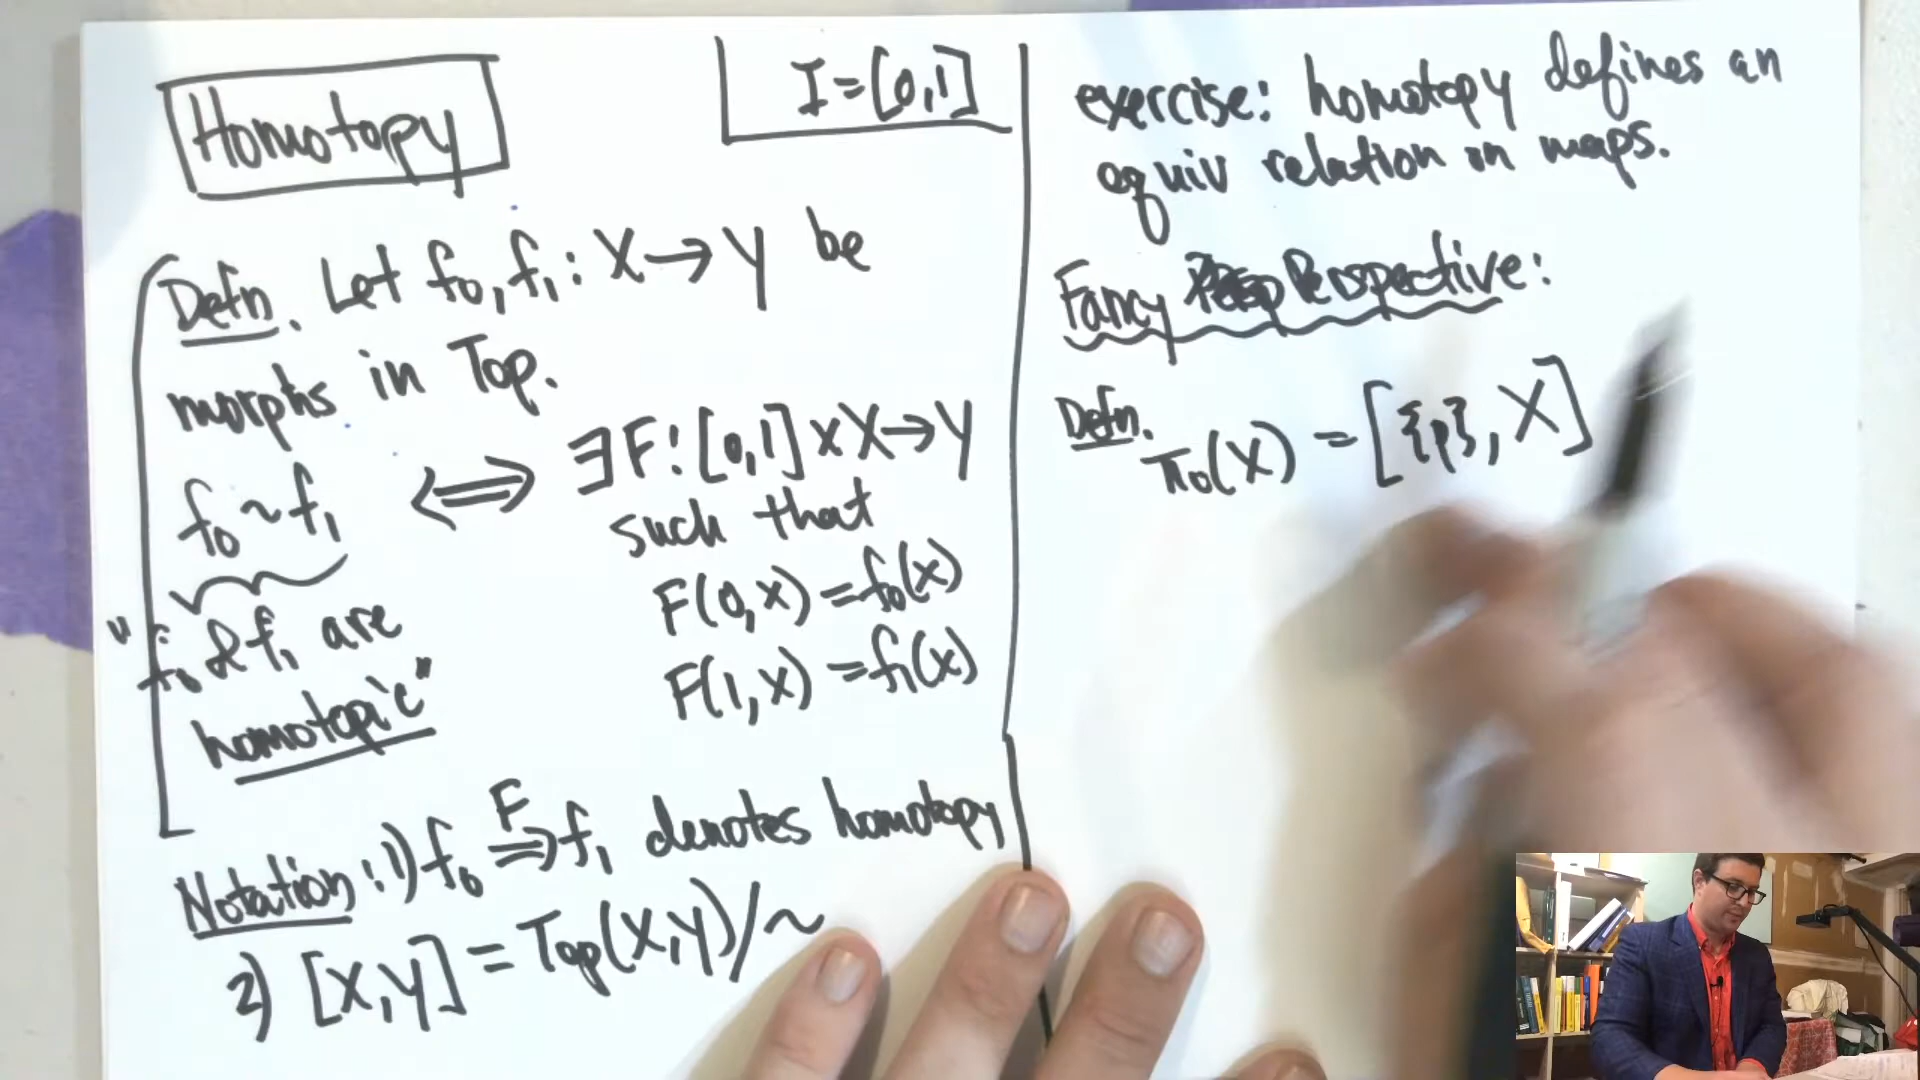 Homotopy
I = [0,1]
Defn. Let f₀, f₁ : X → Y be
morphs in Top.
f₀ ~ f₁ ⟺ ∃ F : [0,1] × X → Y
such that
F(0,x) = f₀(x)
F(1,x) = f₁(x)
"f₀ & f₁ are
homotopic"
Notation: 1) f₀ ⇒ f₁ denotes homotopy
F
2) [X,Y] = Top(X,Y)/~
exercise: homotopy defines an
equiv relation on maps.
Fancy Perspective:
Defn. π₀(X) = [{p}, X]